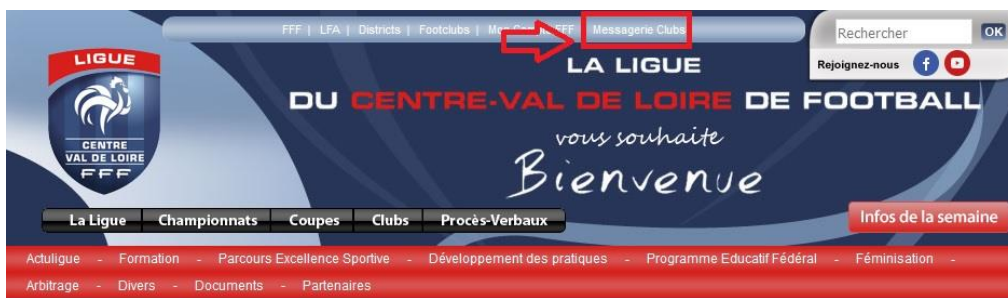 FFF | LFA | Districts | Footclubs | Mon Compte FFF | Messagerie Clubs
Rechercher OK
Rejoignez-nous f
LIGUE
CENTRE
VAL DE LOIRE
FFF
LA LIGUE
DU CENTRE-VAL DE LOIRE DE FOOTBALL
vous souhaite
Bienvenue
La Ligue Championnats Coupes Clubs Procès-Verbaux
Infos de la semaine
Actuligue - Formation - Parcours Excellence Sportive - Développement des pratiques - Programme Educatif Fédéral - Féminisation -
Arbitrage - Divers - Documents - Partenaires